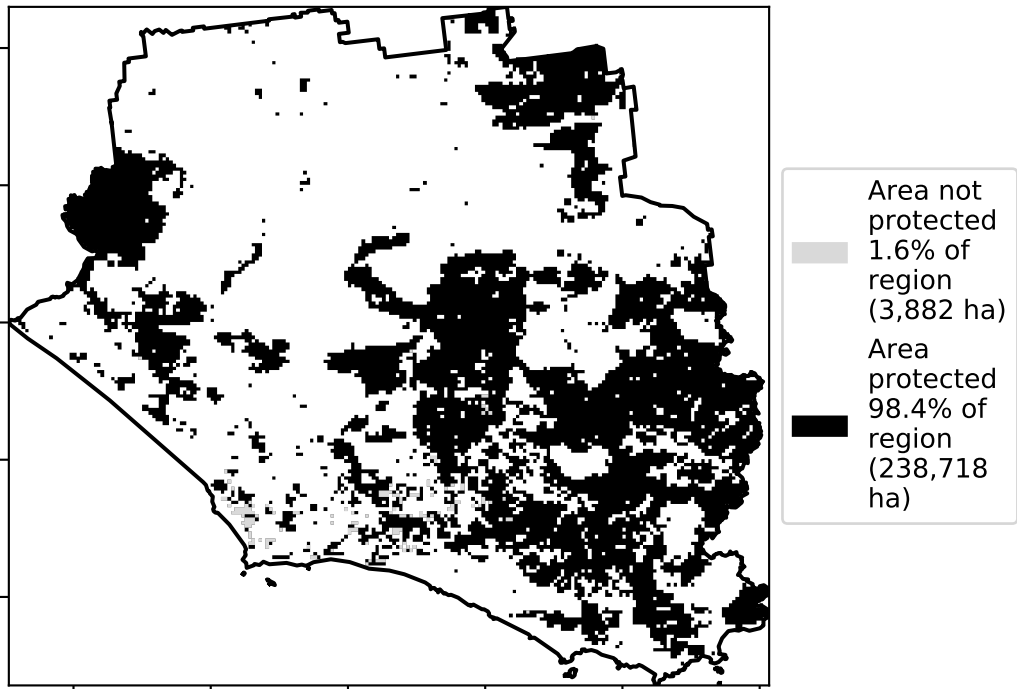 Area not
protected
1.6% of
region
(3,882 ha)
Area
protected
98.4% of
region
(238,718
ha)